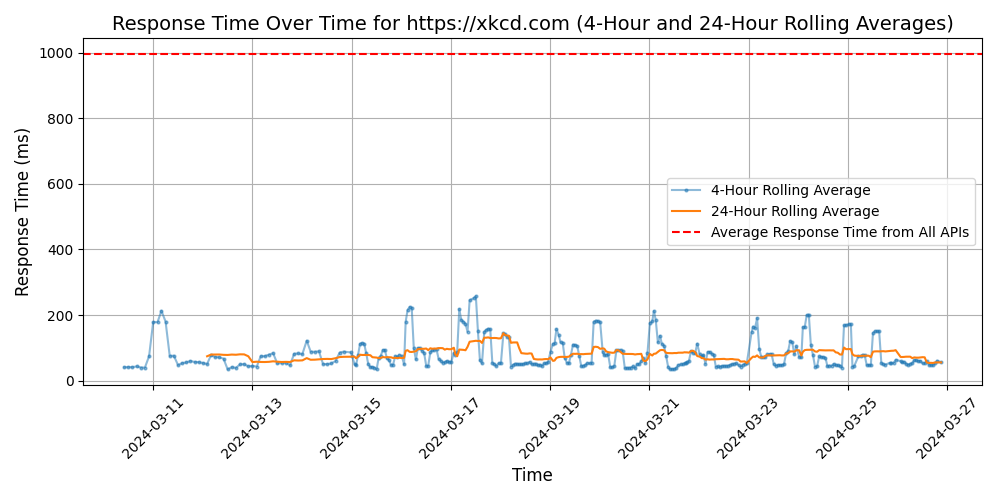 Response Time Over Time for https://xkcd.com (4-Hour and 24-Hour Rolling Averages)
Response Time (ms)
1000
800
600
400
200
0
4-Hour Rolling Average
24-Hour Rolling Average
Average Response Time from All APIs
2024-03-11
2024-03-13
2024-03-15
2024-03-17
2024-03-19
2024-03-21
2024-03-23
2024-03-25
2024-03-27
Time